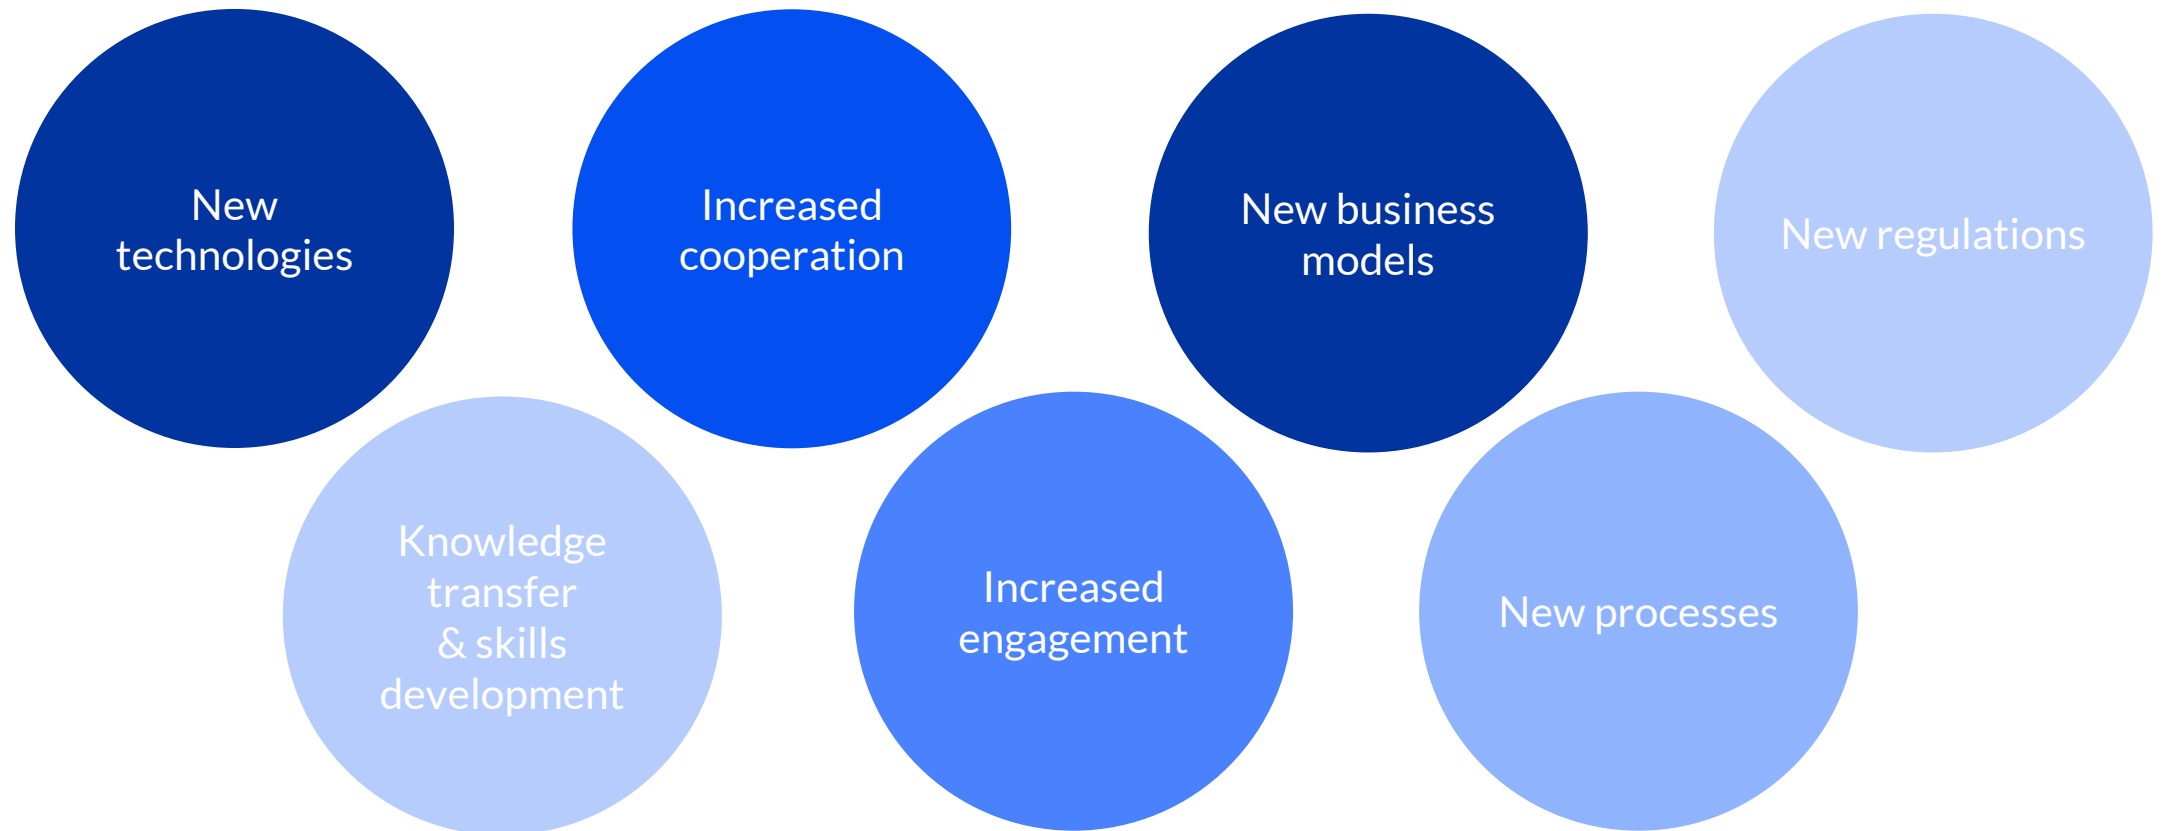 New
technologies
Increased
cooperation
New business
models
New regulations
Knowledge
transfer
& skills
development
Increased
engagement
New processes